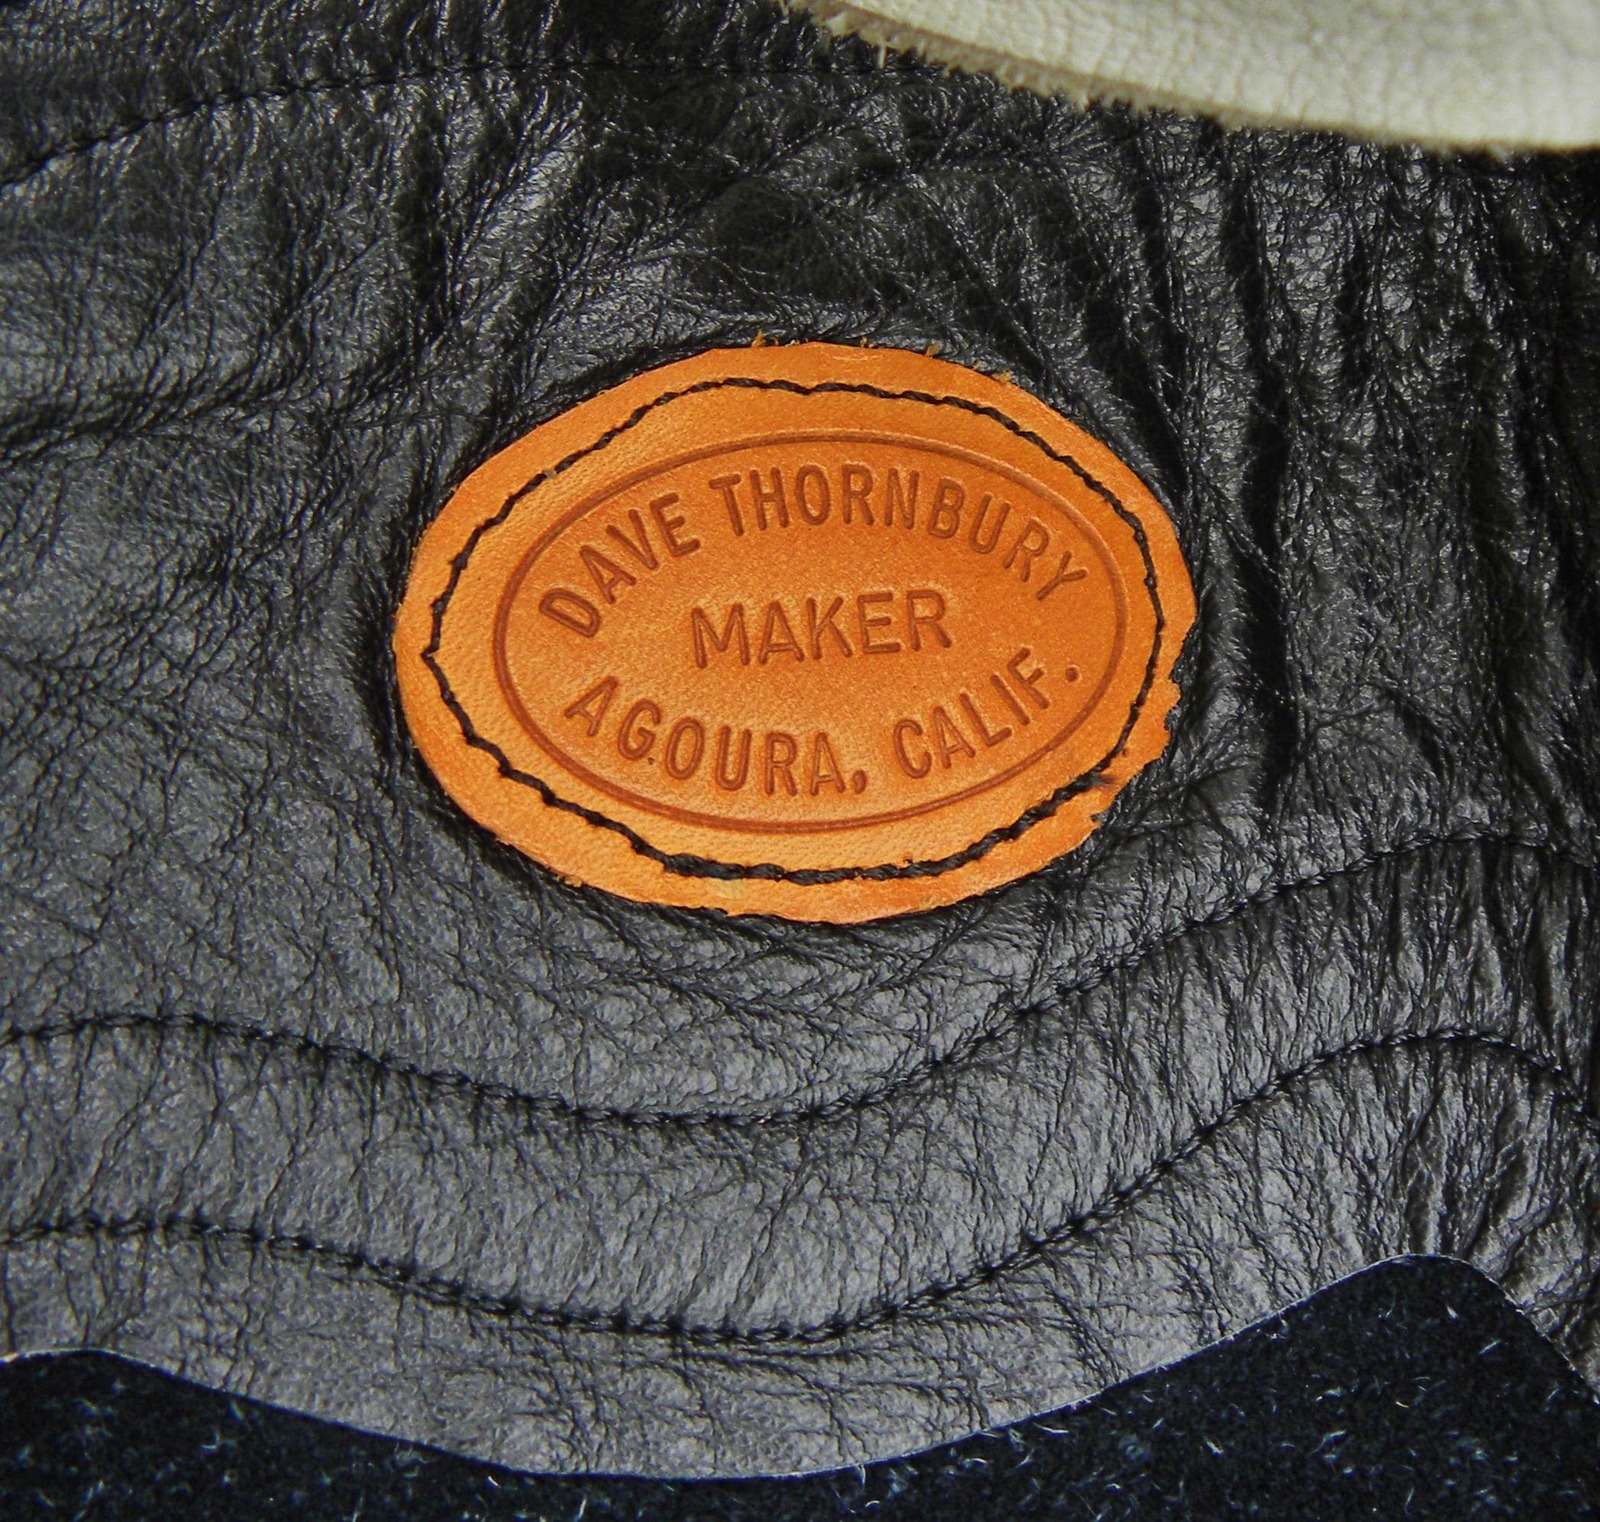 DAVE THORNBURY
MAKER
AGOURA, CALIF.